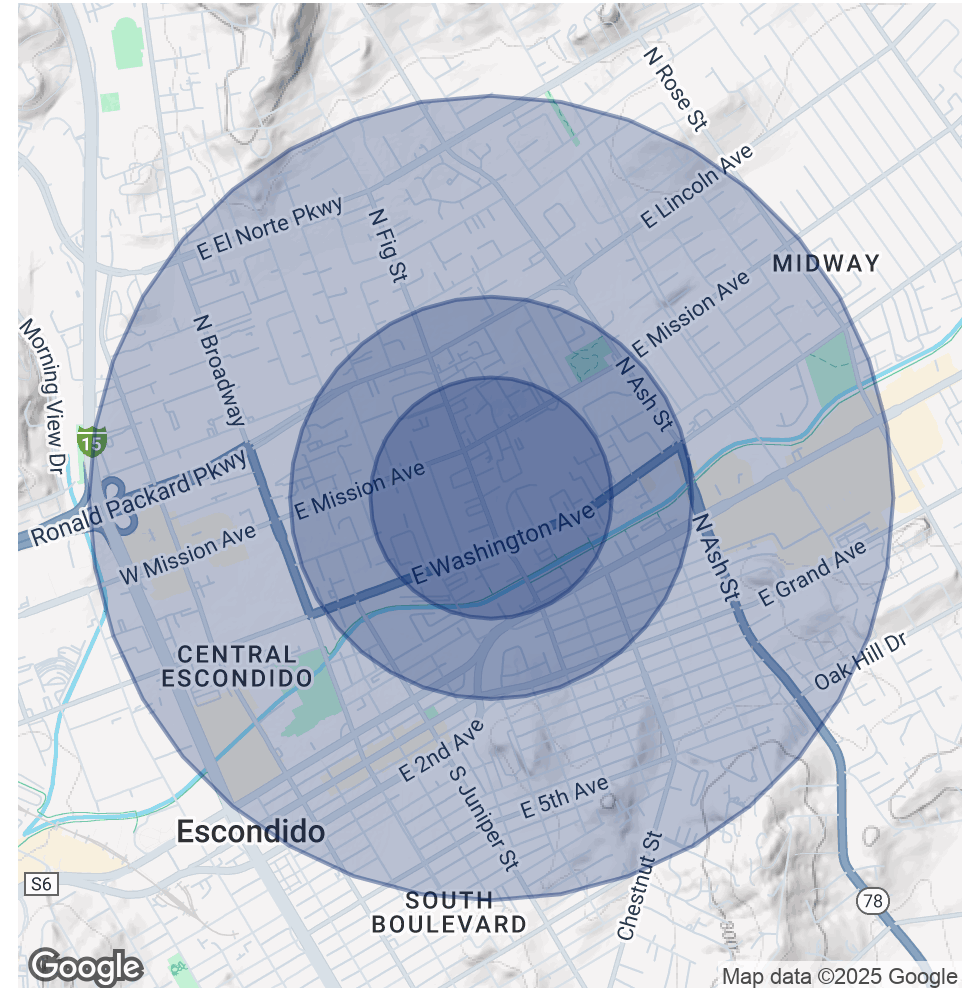 N Rose St
E Lincoln Ave
E El Norte Pkwy
N Fig St
MIDWAY
E Mission Ave
N Broadway
Morning View Dr
N Ash St
15
Ronald Packard Pkwy
E Mission Ave
W Mission Ave
E Washington Ave
N Ash St
E Grand Ave
CENTRAL
ESCONDIDO
Oak Hill Dr
E 2nd Ave
S Juniper St
E 5th Ave
Escondido
Chestnut St
S6
SOUTH
BOULEVARD
78
Google
Map data ©2025 Google